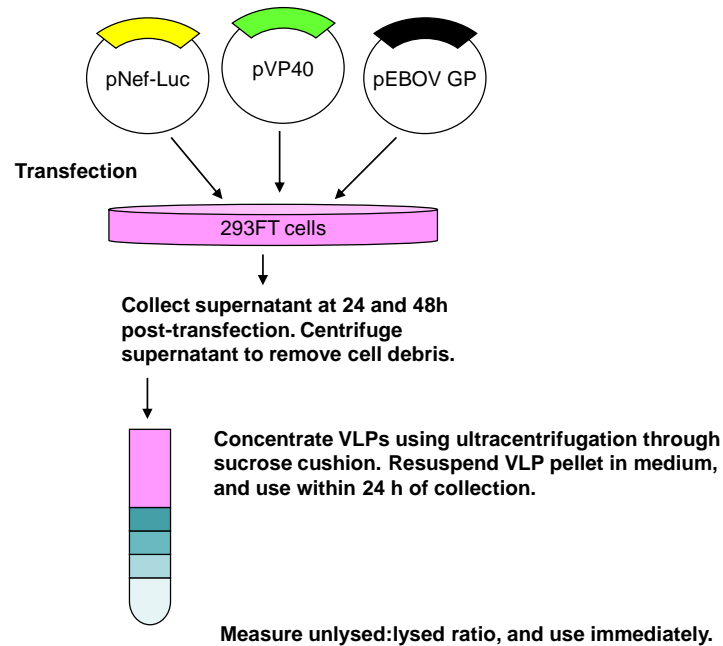 pNef-Luc
pVP40
pEBOV GP
Transfection
293FT cells
Collect supernatant at 24 and 48h
post-transfection. Centrifuge
supernatant to remove cell debris.
Concentrate VLPs using ultracentrifugation through
sucrose cushion. Resuspend VLP pellet in medium,
and use within 24 h of collection.
Measure unlysed:lysed ratio, and use immediately.